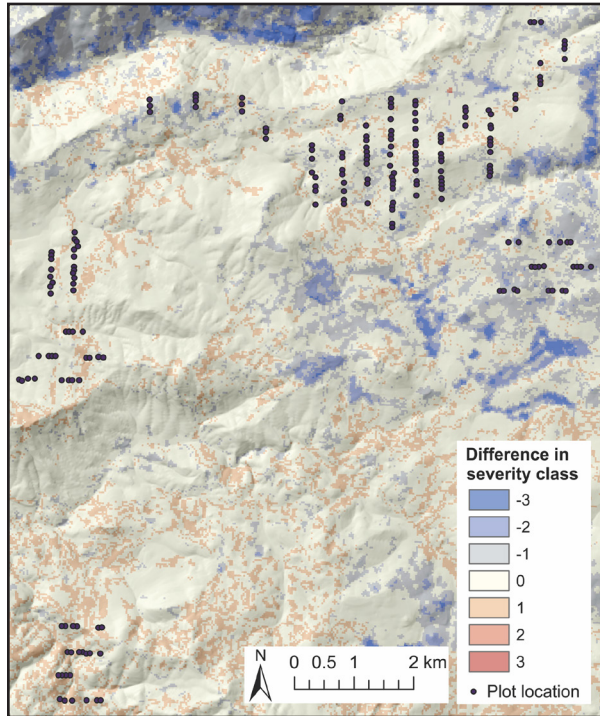 Difference in
severity class
-3
-2
-1
0
1
2
3
Plot location
N
0 0.5 1 2 km